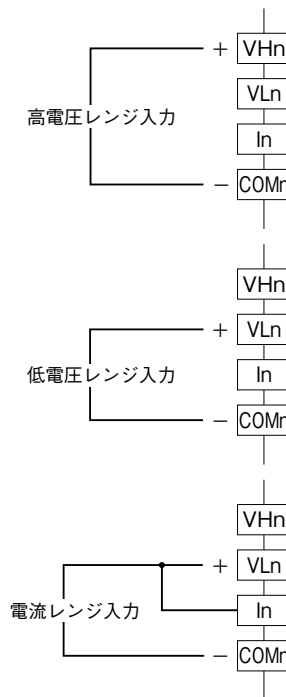 + VHn
VLn
高電圧レンジ入力
In
− COMn
VHn
+ VLn
低電圧レンジ入力
In
− COMn
VHn
+ VLn
電流レンジ入力
In
− COMn